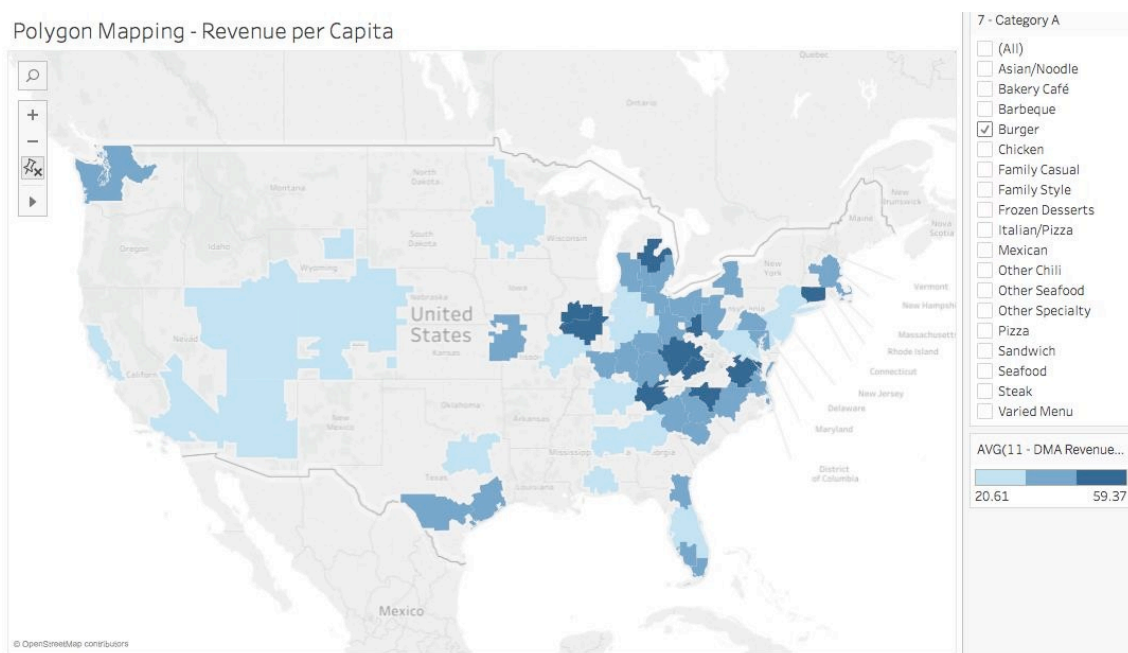 Polygon Mapping - Revenue per Capita
Quebec
Ontario
North
Dakota
Montana
New
Brunswick
Maine
Nova
Scotia
Oregon
Idaho
South
Dakota
Wisconsin
Wyoming
New
York
Vermont
Iowa
Nebraska
New Hampshire
United
States
Nevada
Massachusetts
Kansas
Rhode Island
Californ
Connecticut
New Jersey
Oklahoma
Arkansas
New
Mexico
Delaware
Maryland
Mississippi
Texas
Louisiana
District
of Columbia
Mexico
© OpenStreetMap contributors
7 - Category A
(All)
Asian/Noodle
Bakery Café
Barbeque
Burger
Chicken
Family Casual
Family Style
Frozen Desserts
Italian/Pizza
Mexican
Other Chili
Other Seafood
Other Specialty
Pizza
Sandwich
Seafood
Steak
Varied Menu
AVG(11 - DMA Revenue...
20.61 59.37